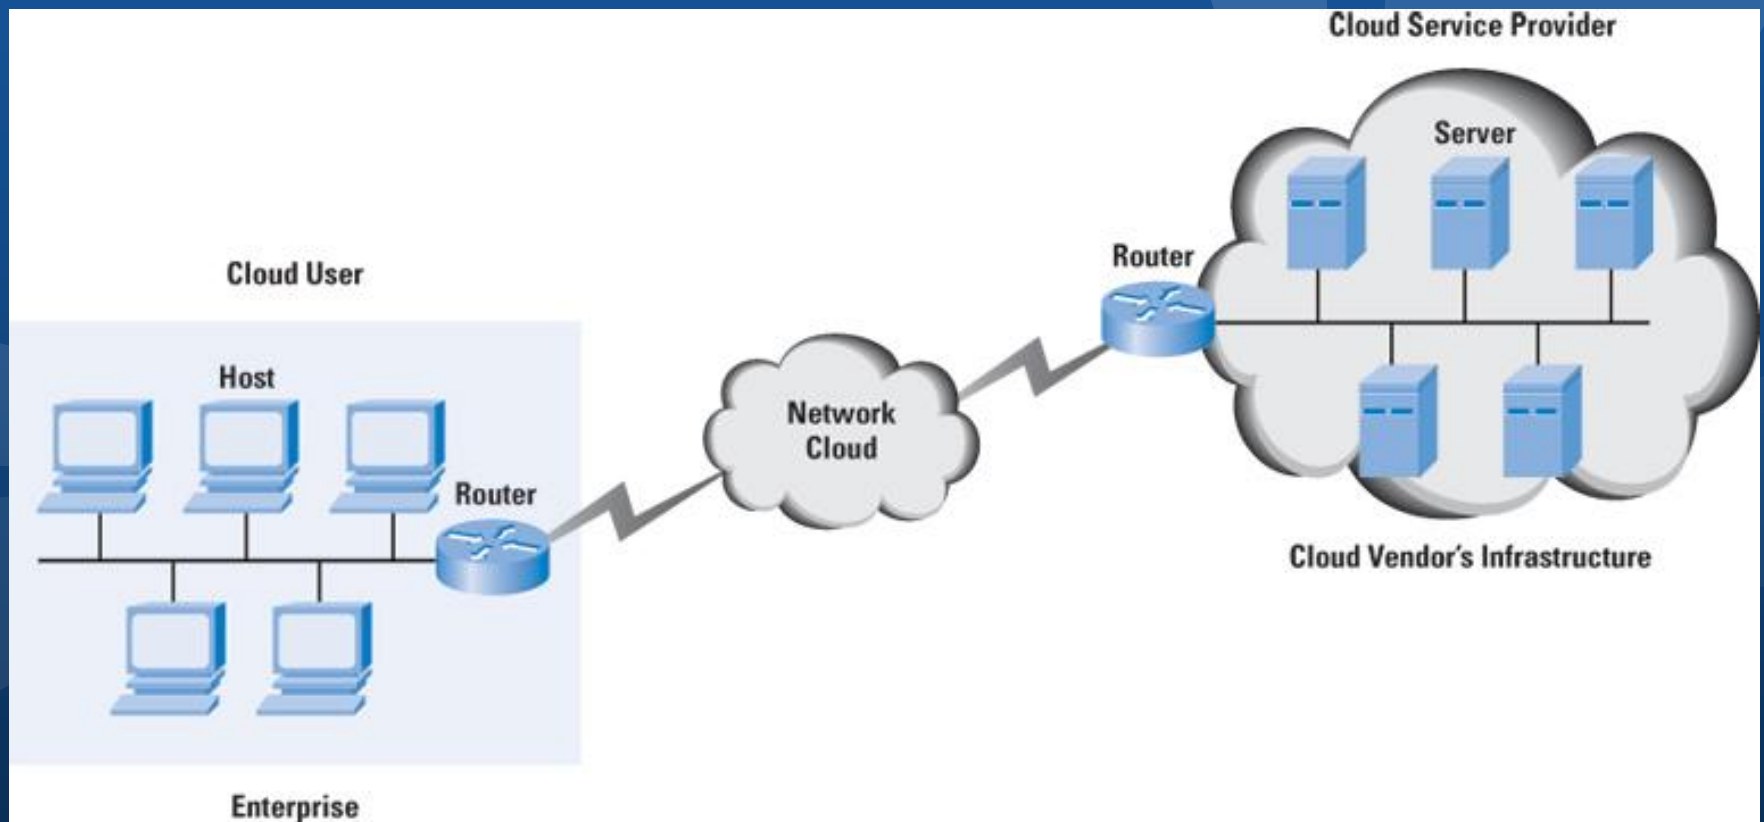 Cloud Service Provider
Server
Router
Cloud User
Host
Network
Cloud
Router
Cloud Vendor's Infrastructure
Enterprise